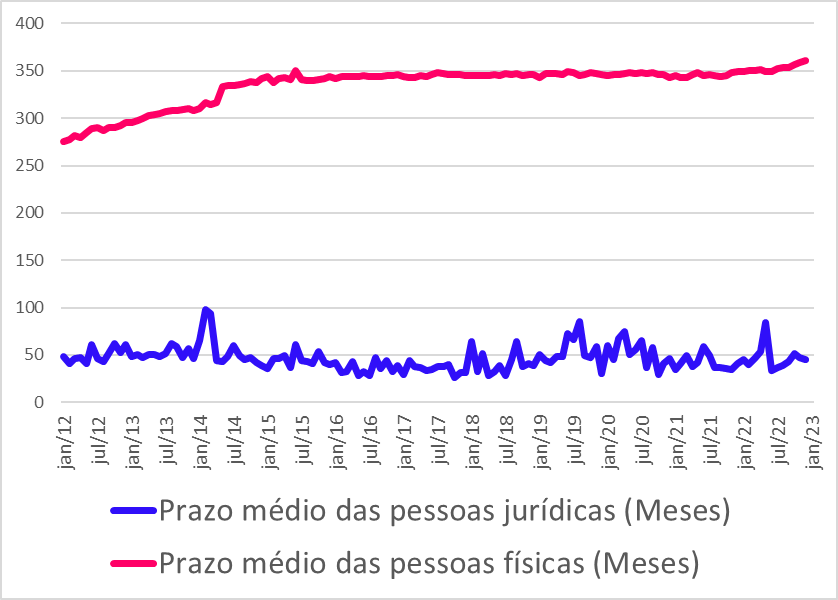 400
350
300
250
200
150
100
50
0
jan/12
jul/12
jan/13
jul/13
jan/14
jul/14
jan/15
jul/15
jan/16
jul/16
jan/17
jul/17
jan/18
jul/18
jan/19
jul/19
jan/20
jul/20
jan/21
jul/21
jan/22
jul/22
jan/23
Prazo médio das pessoas jurídicas (Meses)
Prazo médio das pessoas físicas (Meses)